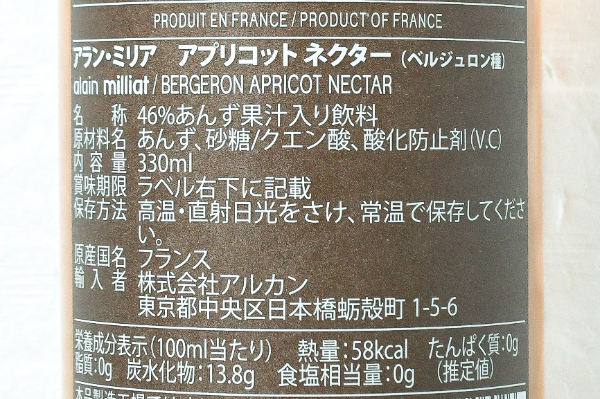 PRODUIT EN FRANCE / PRODUCT OF FRANCE
アラン・ミリア アプリコット ネクター（ベルジュロン種）
alain milliat / BERGERON APRICOT NECTAR
名 称 46%あんず果汁入り飲料
原材料名 あんず、砂糖/クエン酸、酸化防止剤(V.C)
内容量 330ml
賞味期限 ラベル右下に記載
保存方法 高温・直射日光をさけ、常温で保存してくださ
い。
原産国名 フランス
輸入者 株式会社アルカン
東京都中央区日本橋蛎殻町 1-5-6
栄養成分表示(100ml当たり) 熱量:58kcal たんぱく質:0g
脂質:0g 炭水化物:13.8g 食塩相当量:0g (推定値)